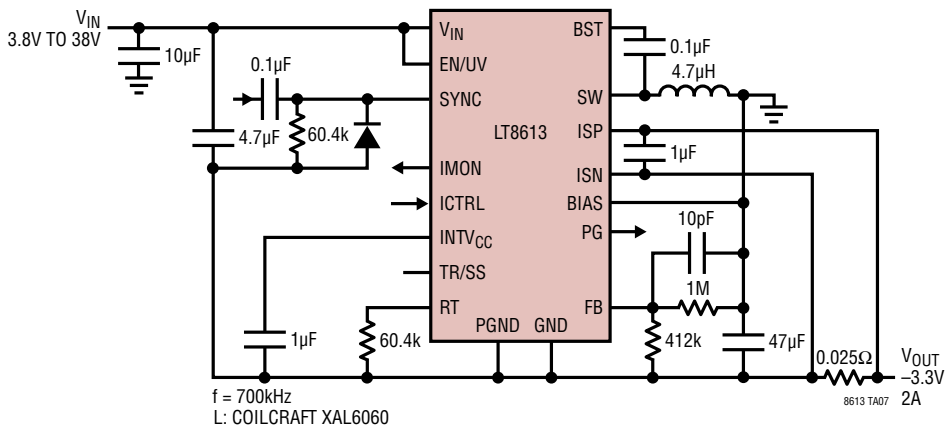 VIN
3.8V TO 38V
10µF
0.1µF
60.4k
4.7µF
VIN
EN/UV
SYNC
IMON
ICTRL
INTVCC
TR/SS
RT
PGND GND
LT8613
BST
SW
ISP
ISN
BIAS
PG
FB
0.1µF
4.7µH
1µF
10pF
1M
412k
47µF
0.025Ω
VOUT
–3.3V
2A
1µF
60.4k
f = 700kHz
L: COILCRAFT XAL6060
8613 TA07